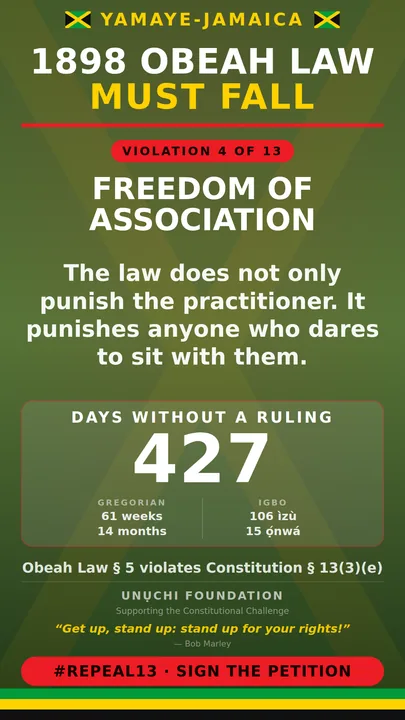 YAMAYE-JAMAICA
1898 OBEAH LAW
MUST FALL
VIOLATION 4 OF 13
FREEDOM OF
ASSOCIATION
The law does not only
punish the practitioner. It
punishes anyone who dares
to sit with them.
DAYS WITHOUT A RULING
427
GREGORIAN
61 weeks
14 months
IGBO
106 ìzù
15 ọ́nwá
Obeah Law § 5 violates Constitution § 13(3)(e)
UNỤCHI FOUNDATION
Supporting the Constitutional Challenge
“Get up, stand up: stand up for your rights!”
— Bob Marley
#REPEAL13 · SIGN THE PETITION